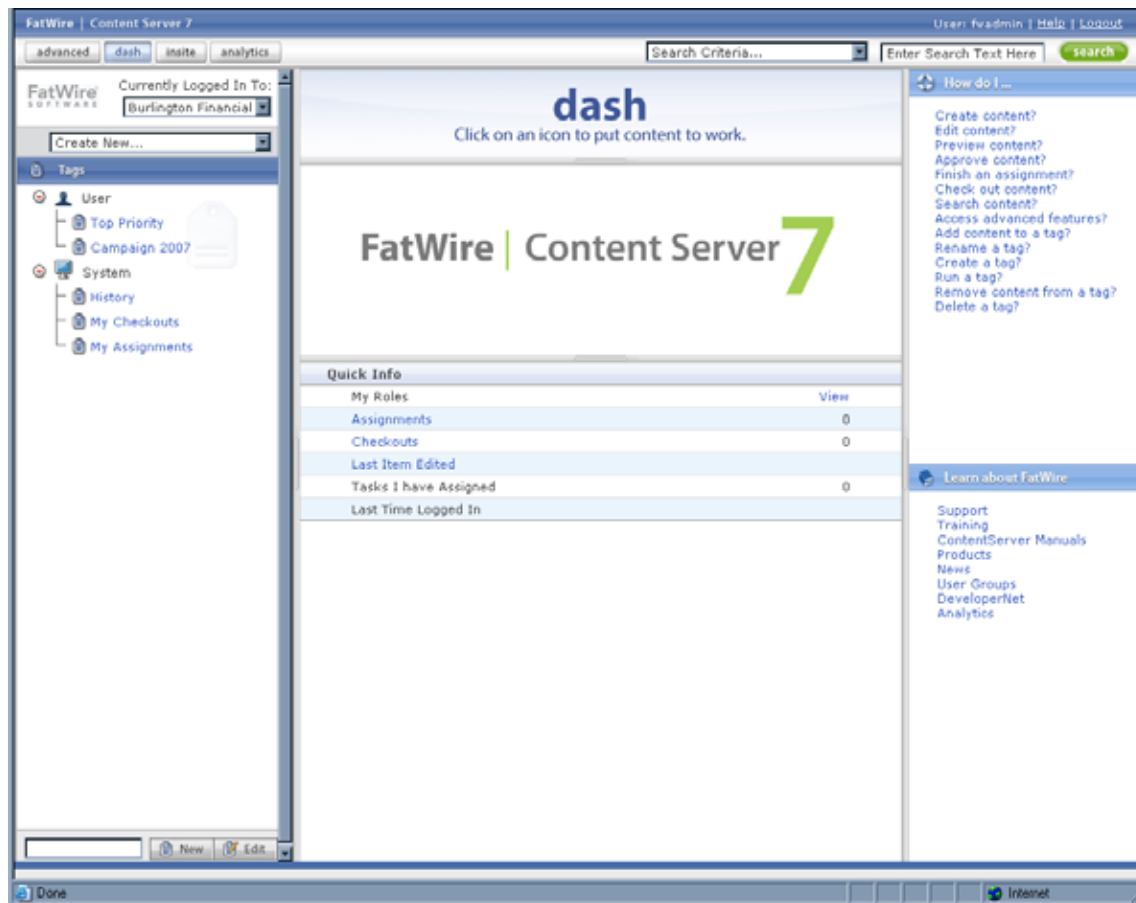 FatWire | Content Server 7
User: fwadmin | Help | Logout
advanced dash insite analytics
Search Criteria... Enter Search Text Here search
FatWire SOFTWARE
Currently Logged In To:
Burlington Financial
Create New...
Tags
User
Top Priority
Campaign 2007
System
History
My Checkouts
My Assignments
New Edit
dash
Click on an icon to put content to work.
FatWire | Content Server 7
Quick Info
My Roles View
Assignments 0
Checkouts 0
Last Item Edited
Tasks I have Assigned 0
Last Time Logged In
How do I ...
Create content?
Edit content?
Preview content?
Approve content?
Finish an assignment?
Check out content?
Search content?
Access advanced features?
Add content to a tag?
Rename a tag?
Create a tag?
Run a tag?
Remove content from a tag?
Delete a tag?
Learn about FatWire
Support
Training
ContentServer Manuals
Products
News
User Groups
DeveloperNet
Analytics
Done Internet